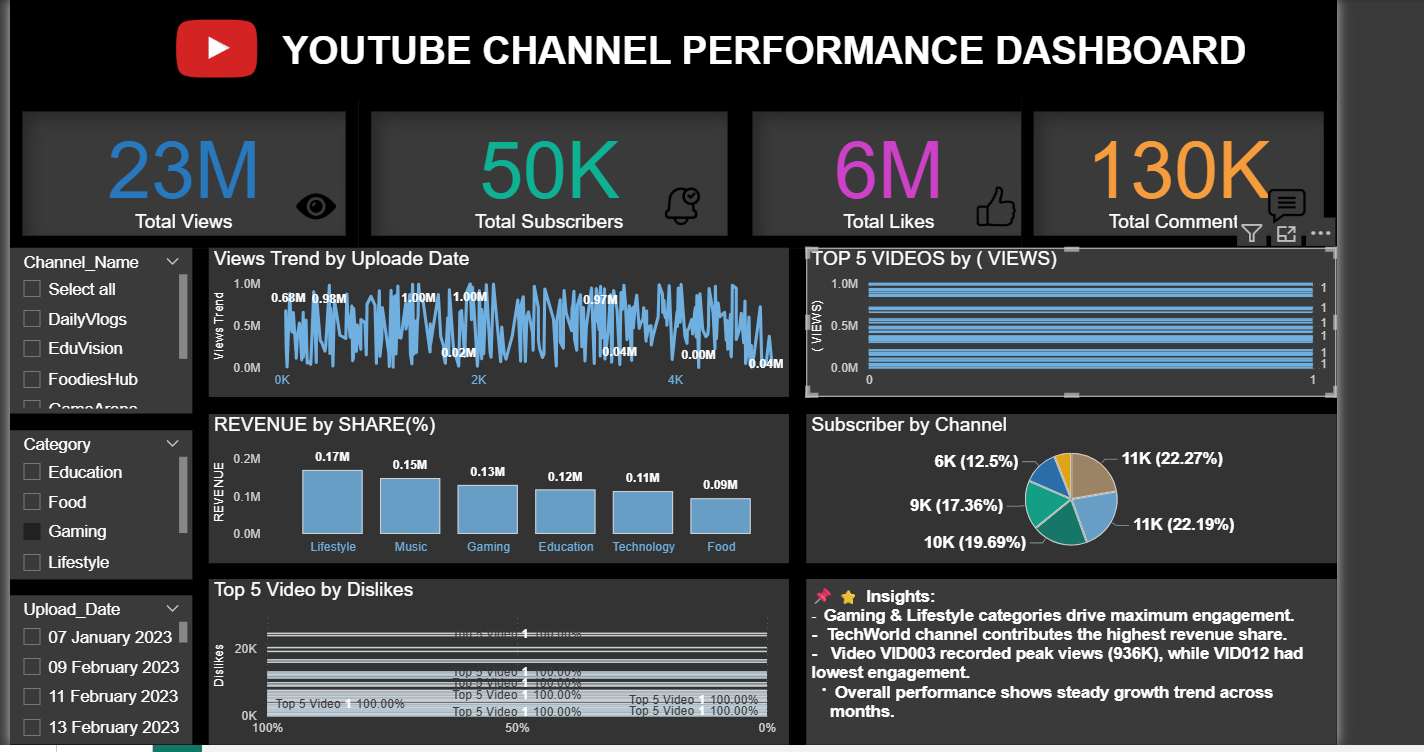 YOUTUBE CHANNEL PERFORMANCE DASHBOARD
23M
Total Views
50K
Total Subscribers
6M
Total Likes
130K
Total Comment
Channel_Name
Select all
DailyVlogs
EduVision
FoodiesHub
GameArena
Category
Education
Food
Gaming
Lifestyle
Upload_Date
07 January 2023
09 February 2023
11 February 2023
13 February 2023
Views Trend by Uploade Date
Views Trend
1.0M
0.5M
0.0M
0.68M
0.98M
1.00M
1.00M
0.97M
0.02M
0.04M
0.00M
0.04M
0K
2K
4K
TOP 5 VIDEOS by ( VIEWS)
( VIEWS)
1.0M
0.5M
0.0M
1
1
1
1
1
1
0
1
REVENUE by SHARE(%)
REVENUE
0.2M
0.1M
0.0M
0.17M
0.15M
0.13M
0.12M
0.11M
0.09M
Lifestyle
Music
Gaming
Education
Technology
Food
Subscriber by Channel
6K (12.5%)
11K (22.27%)
9K (17.36%)
11K (22.19%)
10K (19.69%)
Top 5 Video by Dislikes
Dislikes
20K
0K
Top 5 Video 1 100.00%
Top 5 Video 1 100.00%
Top 5 Video 1 100.00%
Top 5 Video 1 100.00%
Top 5 Video 1 100.00%
Top 5 Video 1 100.00%
Top 5 Video 1 100.00%
Top 5 Video 1 100.00%
100%
50%
0%
📌 ⭐ Insights:
- Gaming & Lifestyle categories drive maximum engagement.
- TechWorld channel contributes the highest revenue share.
- Video VID003 recorded peak views (936K), while VID012 had
lowest engagement.
· Overall performance shows steady growth trend across
months.